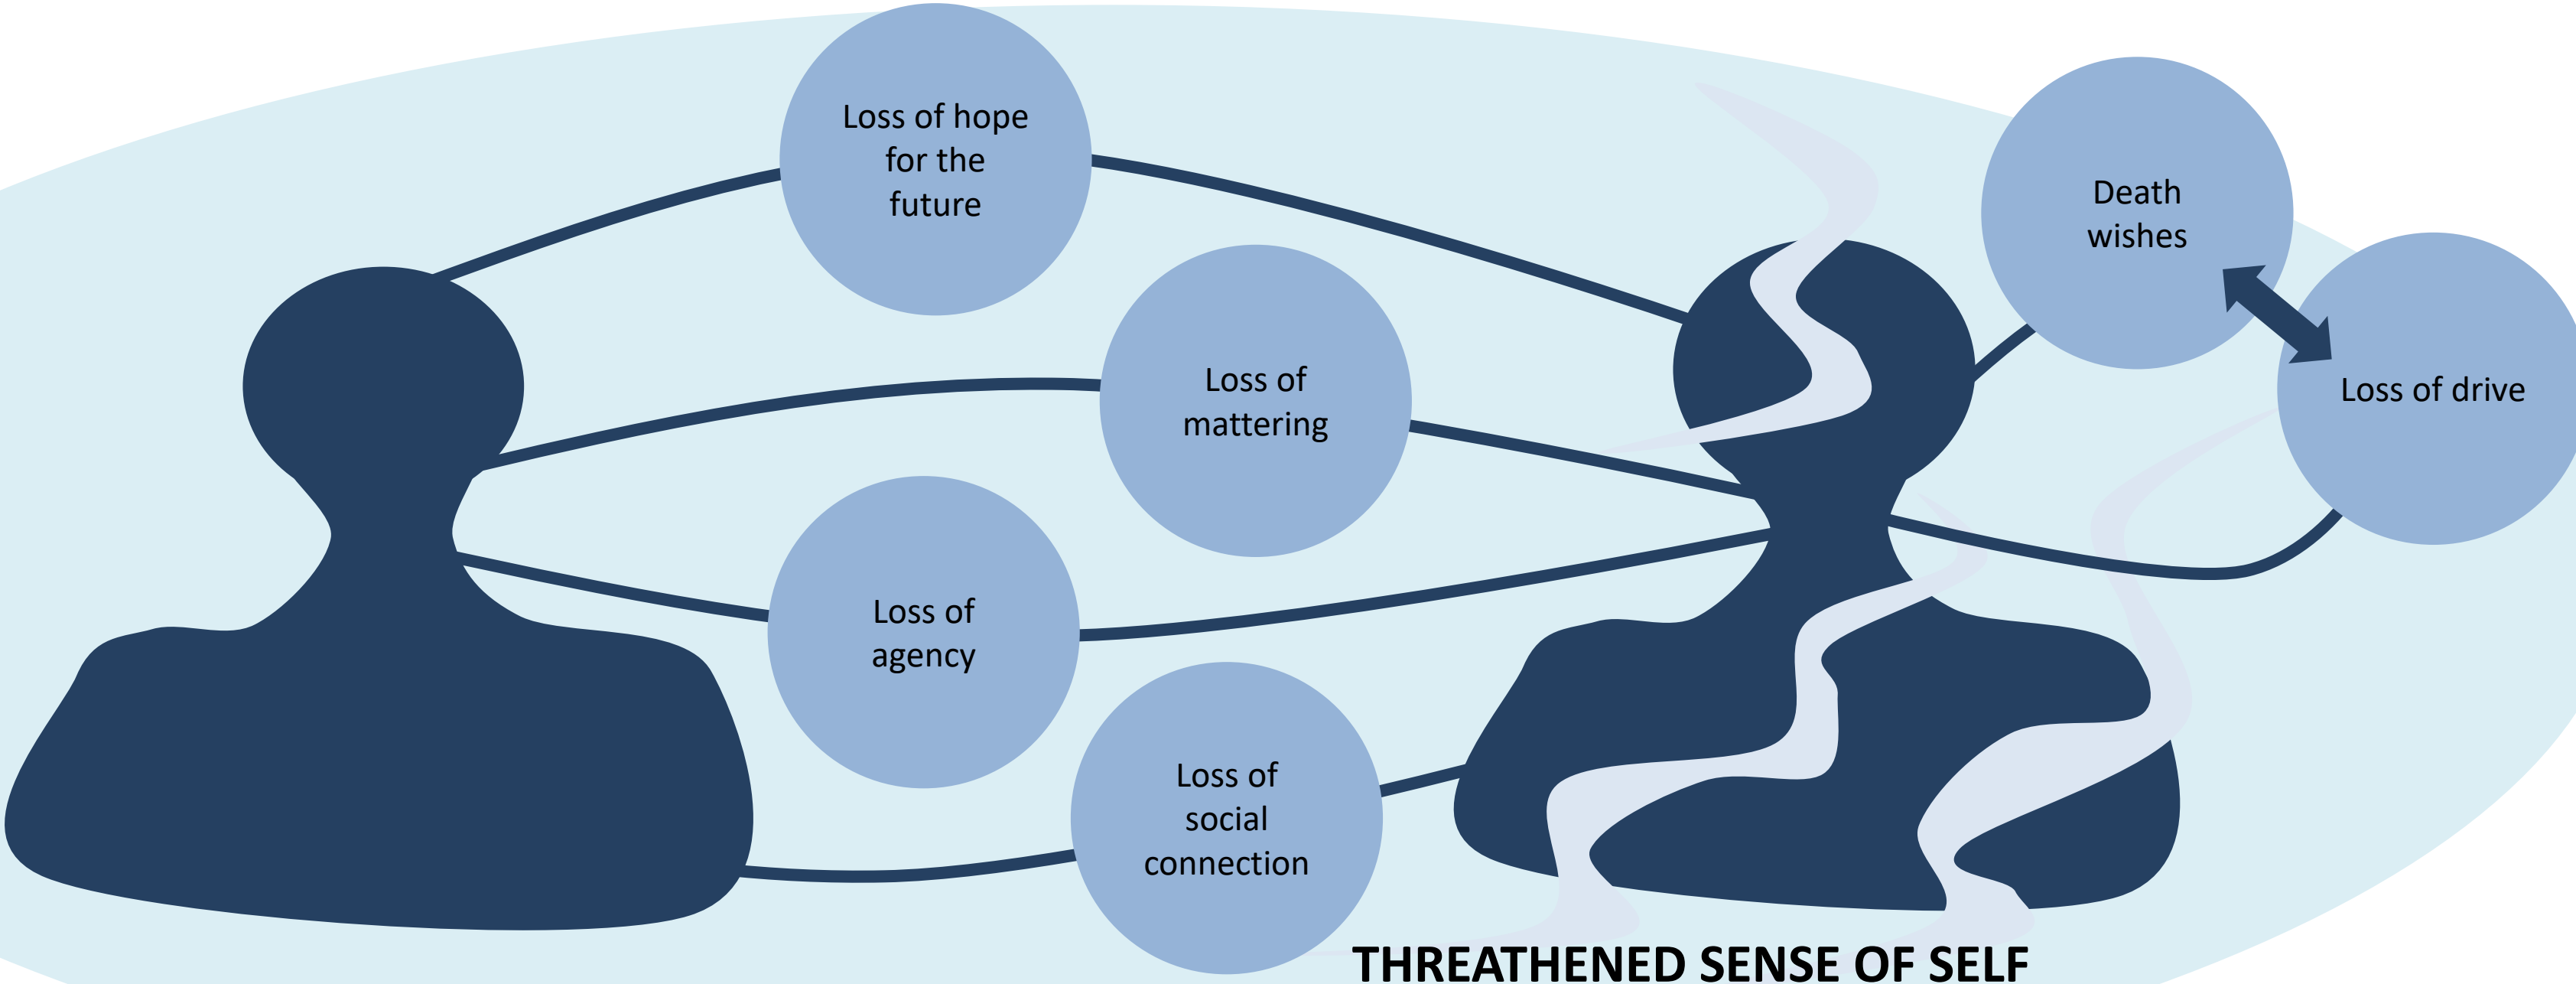 Loss of hope
for the
future
Loss of
mattering
Loss of
agency
Loss of
social
connection
Death
wishes
Loss of drive
THREATHENED SENSE OF SELF